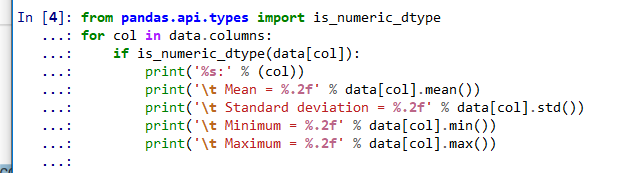 In [4]: from pandas.api.types import is_numeric_dtype
   ...: for col in data.columns:
   ...:     if is_numeric_dtype(data[col]):
   ...:         print('%s:' % (col))
   ...:         print('\t Mean = %.2f' % data[col].mean())
   ...:         print('\t Standard deviation = %.2f' % data[col].std())
   ...:         print('\t Minimum = %.2f' % data[col].min())
   ...:         print('\t Maximum = %.2f' % data[col].max())
   ...: